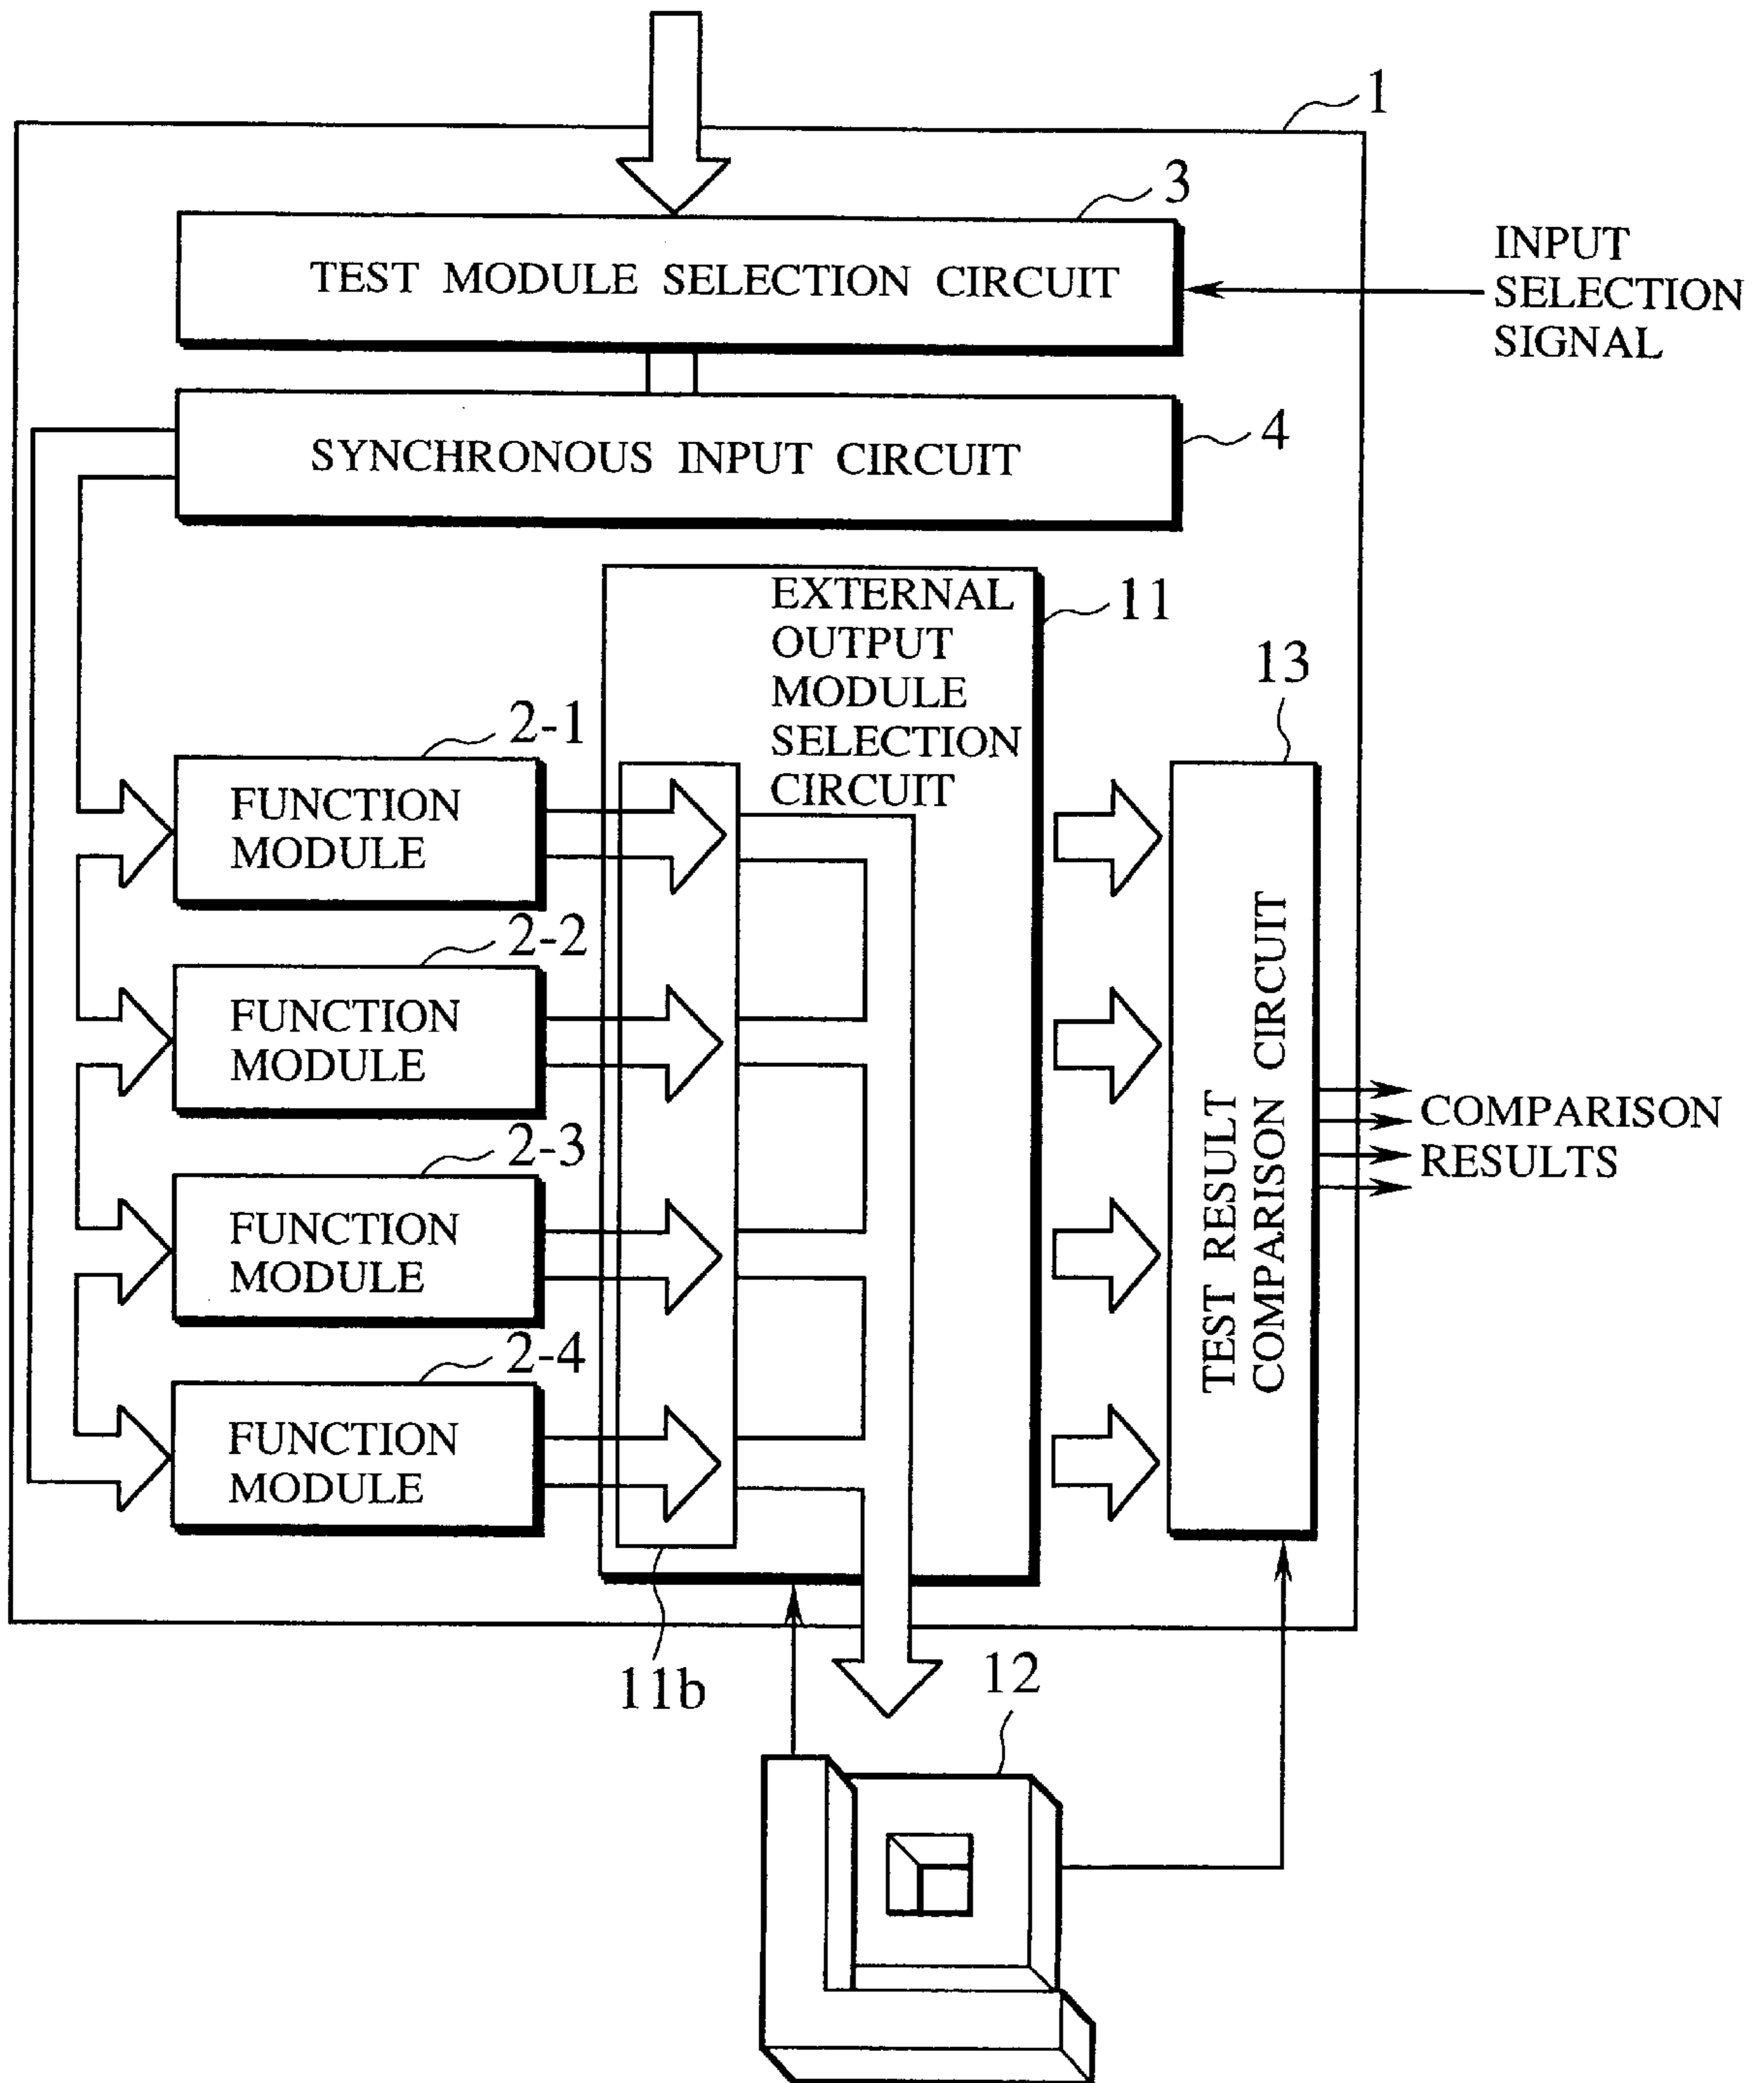 1
3
TEST MODULE SELECTION CIRCUIT
INPUT
SELECTION
SIGNAL
SYNCHRONOUS INPUT CIRCUIT
4
EXTERNAL
OUTPUT
MODULE
SELECTION
CIRCUIT
11
13
2-1
FUNCTION
MODULE
2-2
FUNCTION
MODULE
2-3
FUNCTION
MODULE
2-4
FUNCTION
MODULE
TEST RESULT
COMPARISON CIRCUIT
COMPARISON
RESULTS
11b
12